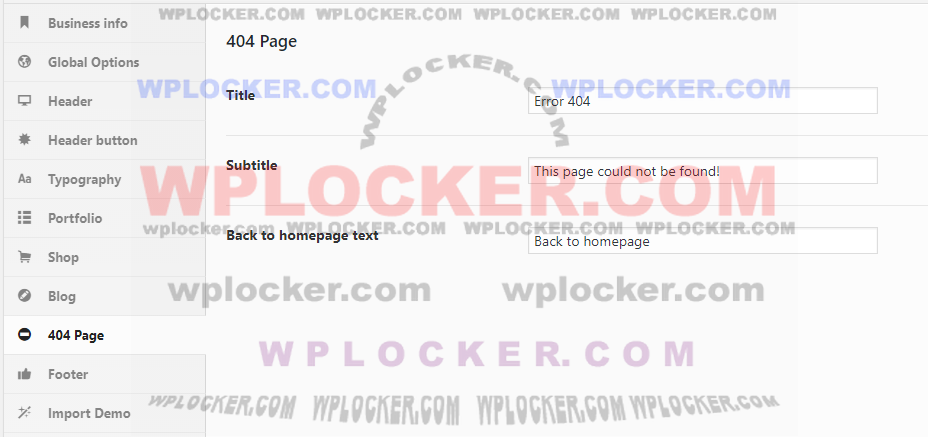 WPLOCKER.COM WPLOCKER.COM WPLOCKER.COM WPLOCKER.COM
Business info
404 Page
Global Options
WPLOCKER.COM WPLOCKER.COM WPLOCKER.COM
Title
Error 404
Header
Header button
Subtitle
This page could not be found!
Typography
WPLOCKER.COM
Portfolio
wplocker.com WPLOCKER.COM WPLOCKER.COM WPLOCKER.COM
Back to homepage text
Back to homepage
Shop
wplocker.com wplocker.com
Blog
404 Page
WPLOCKER.COM
Footer
Import Demo
WPLOCKER.COM WPLOCKER.COM WPLOCKER.COM WPLOCKER.COM